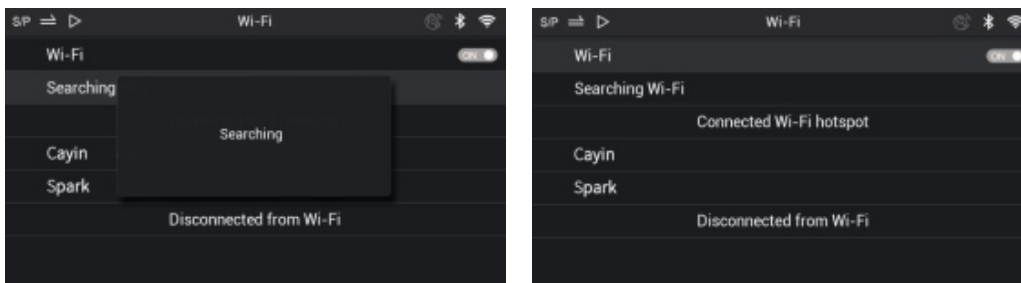 S/P Wi-Fi
Wi-Fi ON
Searching
Searching
Cayin
Spark
Disconnected from Wi-Fi
S/P Wi-Fi
Wi-Fi ON
Searching Wi-Fi
Connected Wi-Fi hotspot
Cayin
Spark
Disconnected from Wi-Fi